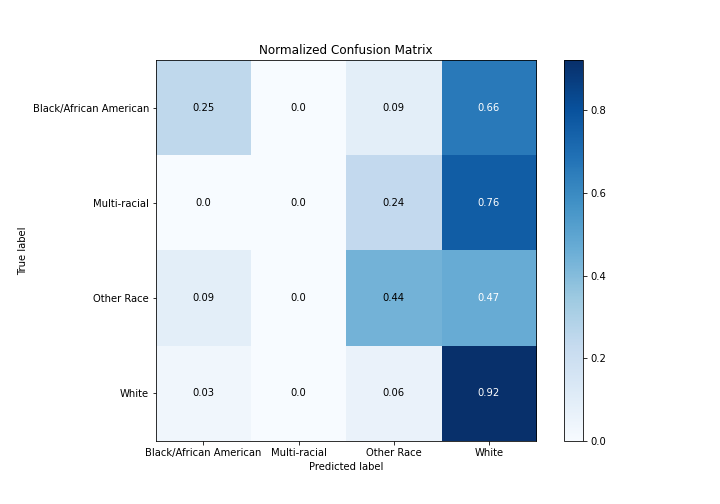 Normalized Confusion Matrix
Black/African American 0.25 0.0 0.09 0.66
Multi-racial 0.0 0.0 0.24 0.76
Other Race 0.09 0.0 0.44 0.47
White 0.03 0.0 0.06 0.92
True label
Black/African American Multi-racial Other Race White
Predicted label
0.8
0.6
0.4
0.2
0.0